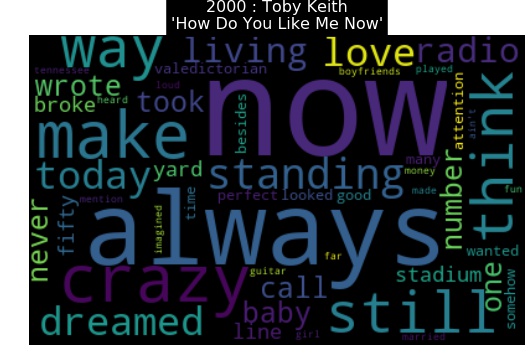 2000 : Toby Keith
'How Do You Like Me Now'
way living love radio
tennessee valedictorian boyfriends played
wrote loud now
broke heard took besides attention think
make ain't
today yard standing many number
money
fifty perfect looked good made fun
never mention time always
imagined far wanted
crazy guitar stadium one somehow
call still
dreamed baby
line girl married